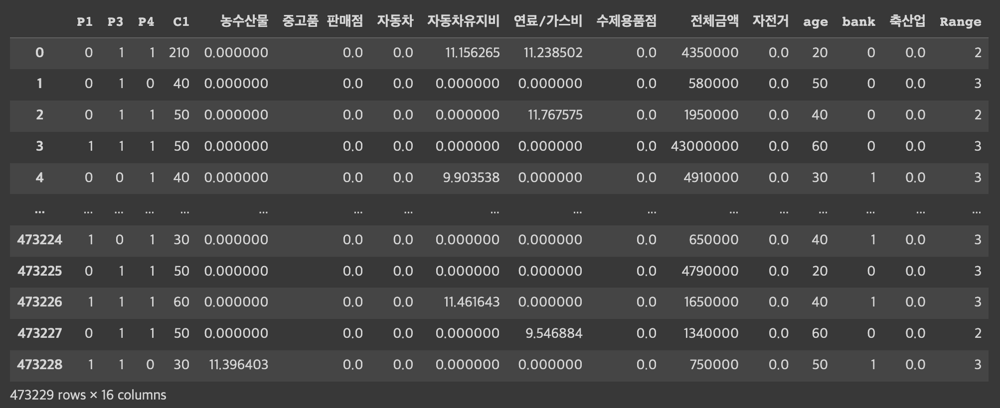 P1 P3 P4 C1 농수산물 중고품 판매점 자동차 자동차유지비 연료/가스비 수제용품점 전체금액 자전거 age bank 축산업 Range
0 0 1 1 210 0.000000 0.0 0.0 11.156265 11.238502 0.0 4350000 0.0 20 0 0.0 2
1 0 1 0 40 0.000000 0.0 0.0 0.000000 0.000000 0.0 580000 0.0 50 0 0.0 3
2 0 1 1 50 0.000000 0.0 0.0 0.000000 11.767575 0.0 1950000 0.0 40 0 0.0 2
3 1 1 1 50 0.000000 0.0 0.0 0.000000 0.000000 0.0 43000000 0.0 60 0 0.0 3
4 0 0 1 40 0.000000 0.0 0.0 9.903538 0.000000 0.0 4910000 0.0 30 1 0.0 3
... ... ... ... ... ... ... ... ... ... ... ... ... ... ... ... ...
473224 1 0 1 30 0.000000 0.0 0.0 0.000000 0.000000 0.0 650000 0.0 40 1 0.0 3
473225 0 1 1 50 0.000000 0.0 0.0 0.000000 0.000000 0.0 4790000 0.0 20 0 0.0 3
473226 1 1 1 60 0.000000 0.0 0.0 11.461643 0.000000 0.0 1650000 0.0 40 1 0.0 3
473227 0 1 1 50 0.000000 0.0 0.0 0.000000 9.546884 0.0 1340000 0.0 60 0 0.0 2
473228 1 1 0 30 11.396403 0.0 0.0 0.000000 0.000000 0.0 750000 0.0 50 1 0.0 3
473229 rows × 16 columns